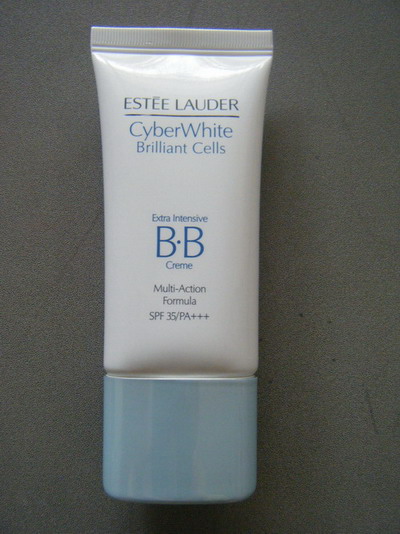 ESTĒE LAUDER
CyberWhite
Brilliant Cells
Extra Intensive
B·B
Creme
Multi-Action
Formula
SPF 35/PA+++